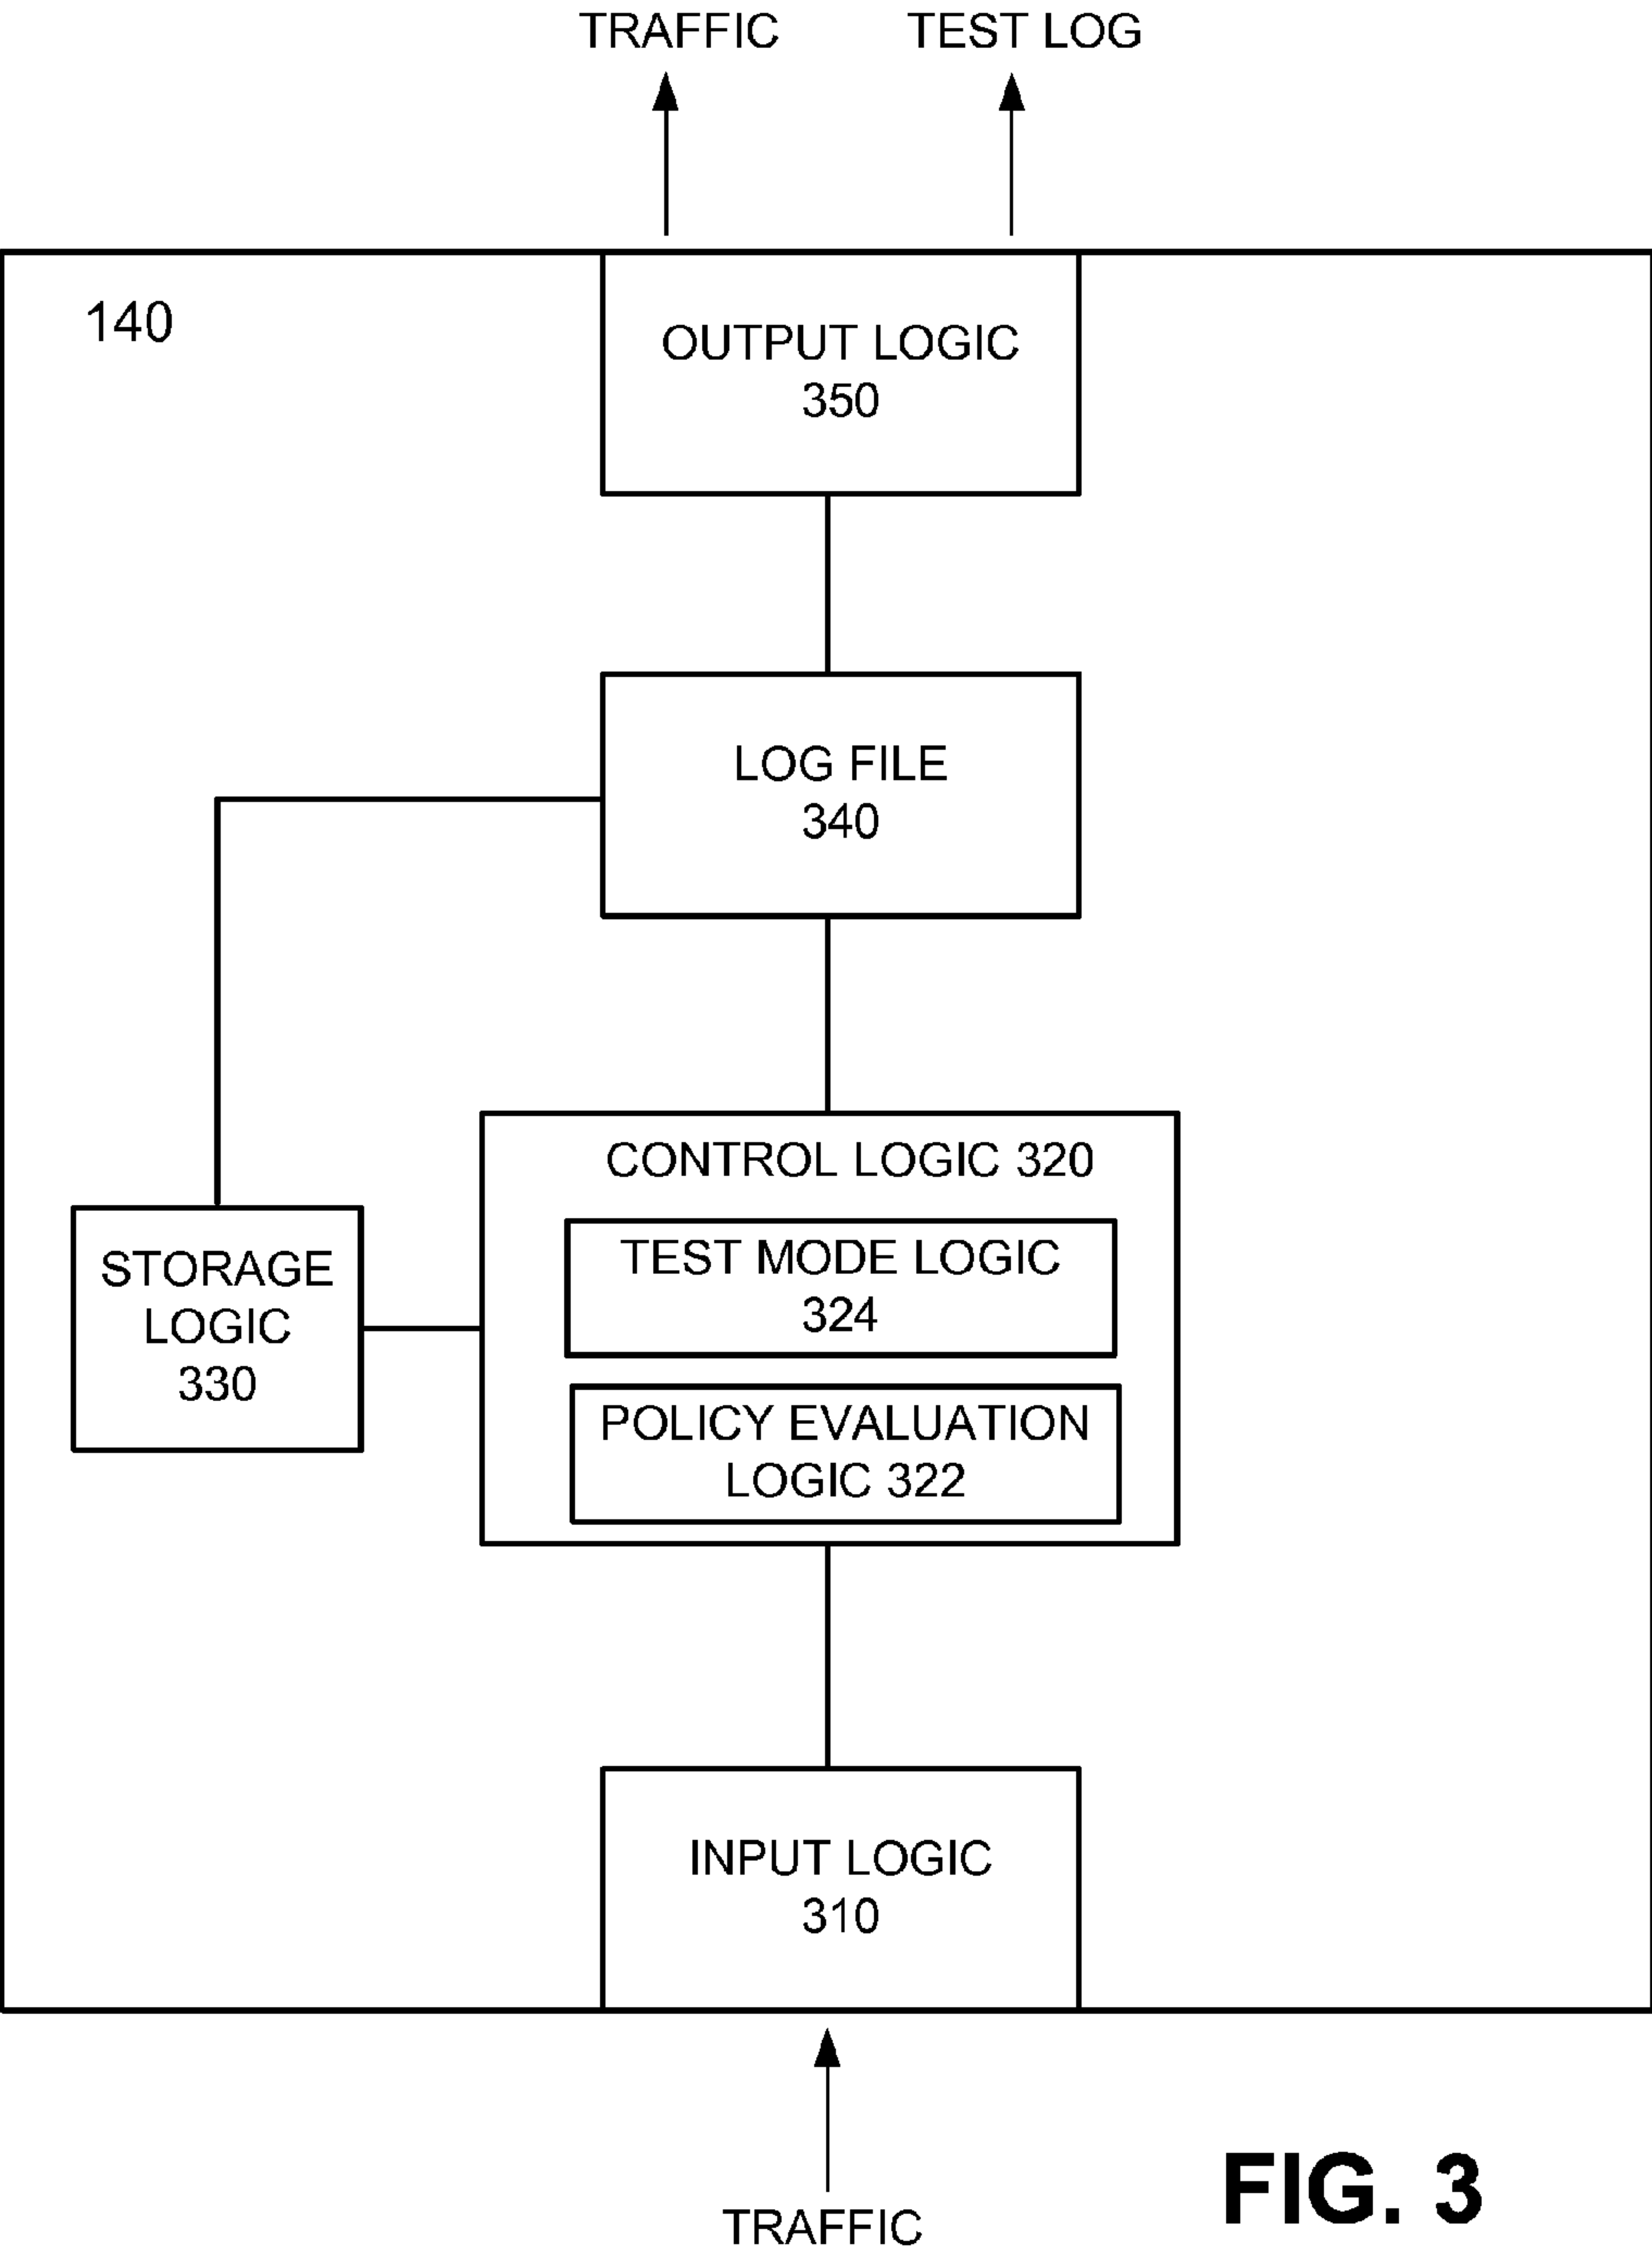 TRAFFIC TEST LOG
140
OUTPUT LOGIC
350
LOG FILE
340
CONTROL LOGIC 320
TEST MODE LOGIC
324
STORAGE
LOGIC
330
POLICY EVALUATION
LOGIC 322
INPUT LOGIC
310
TRAFFIC
FIG. 3